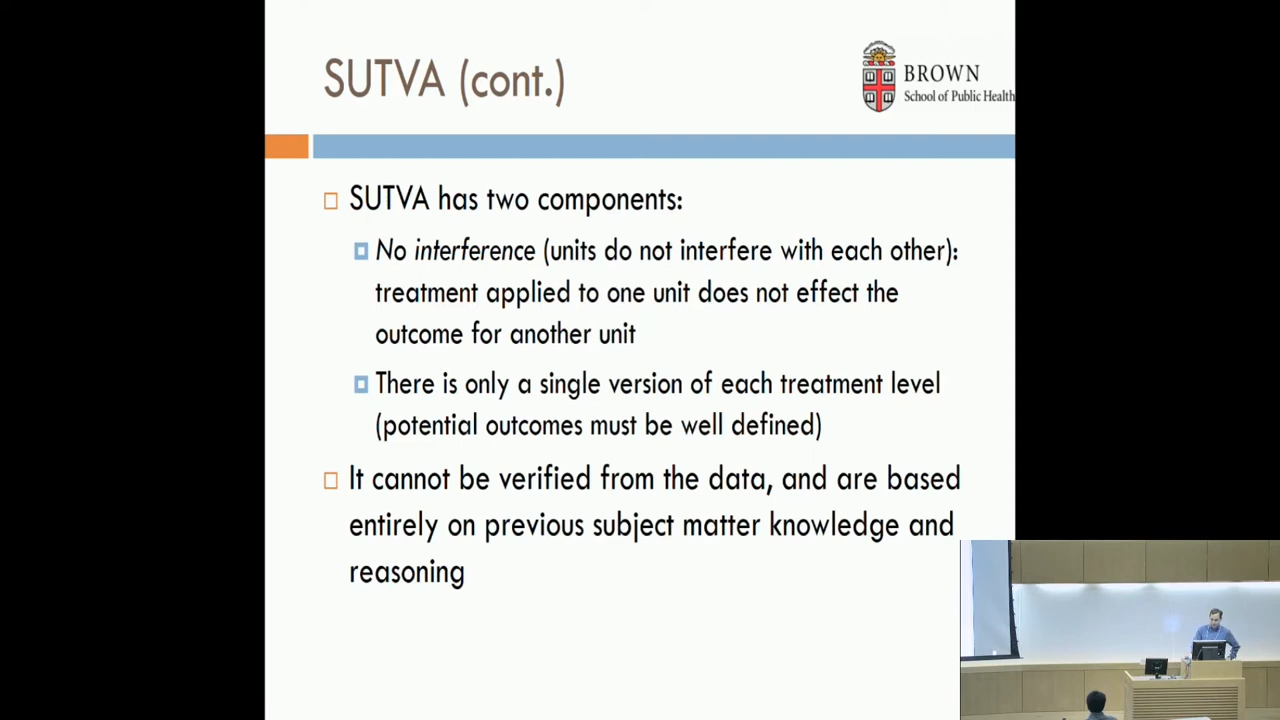 SUTVA (cont.)
BROWN
School of Public Health
SUTVA has two components:
No interference (units do not interfere with each other):
treatment applied to one unit does not effect the
outcome for another unit
There is only a single version of each treatment level
(potential outcomes must be well defined)
It cannot be verified from the data, and are based
entirely on previous subject matter knowledge and
reasoning